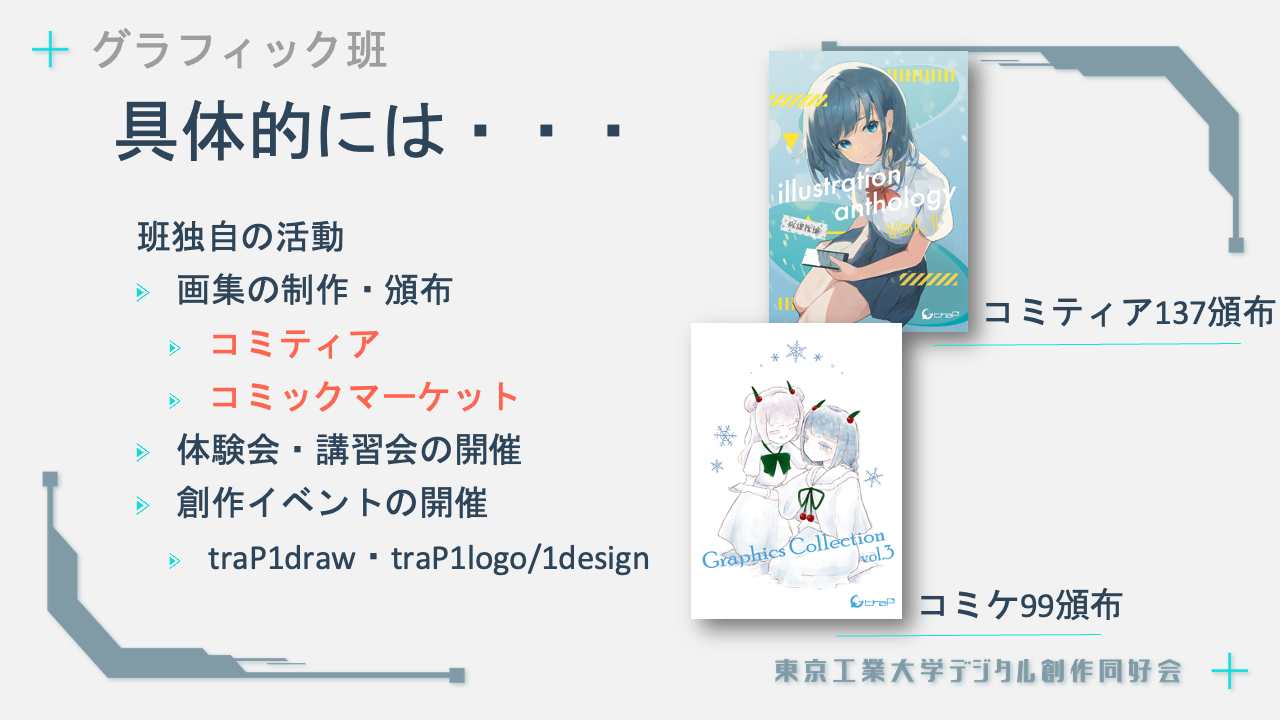 グラフィック班
具体的には・・・
班独自の活動
画集の制作・頒布
コミティア
コミックマーケット
体験会・講習会の開催
創作イベントの開催
traP1draw・traP1logo/1design
illustration
anthology
vol.1
traP
コミティア137頒布
Graphics Collection
vol.3
traP
コミケ99頒布
東京工業大学デジタル創作同好会